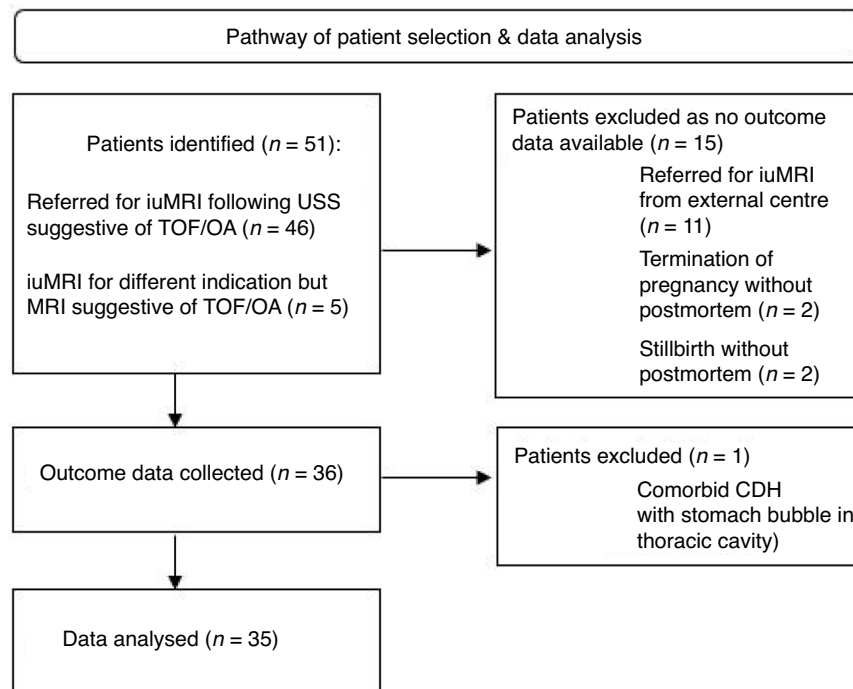 Pathway of patient selection & data analysis
Patients identified (n = 51):
Referred for iuMRI following USS
suggestive of TOF/OA (n = 46)
iuMRI for different indication but
MRI suggestive of TOF/OA (n = 5)
Patients excluded as no outcome
data available (n = 15)
Referred for iuMRI
from external centre
(n = 11)
Termination of
pregnancy without
postmortem (n = 2)
Stillbirth without
postmortem (n = 2)
Outcome data collected (n = 36)
Patients excluded (n = 1)
Comorbid CDH
with stomach bubble in
thoracic cavity)
Data analysed (n = 35)